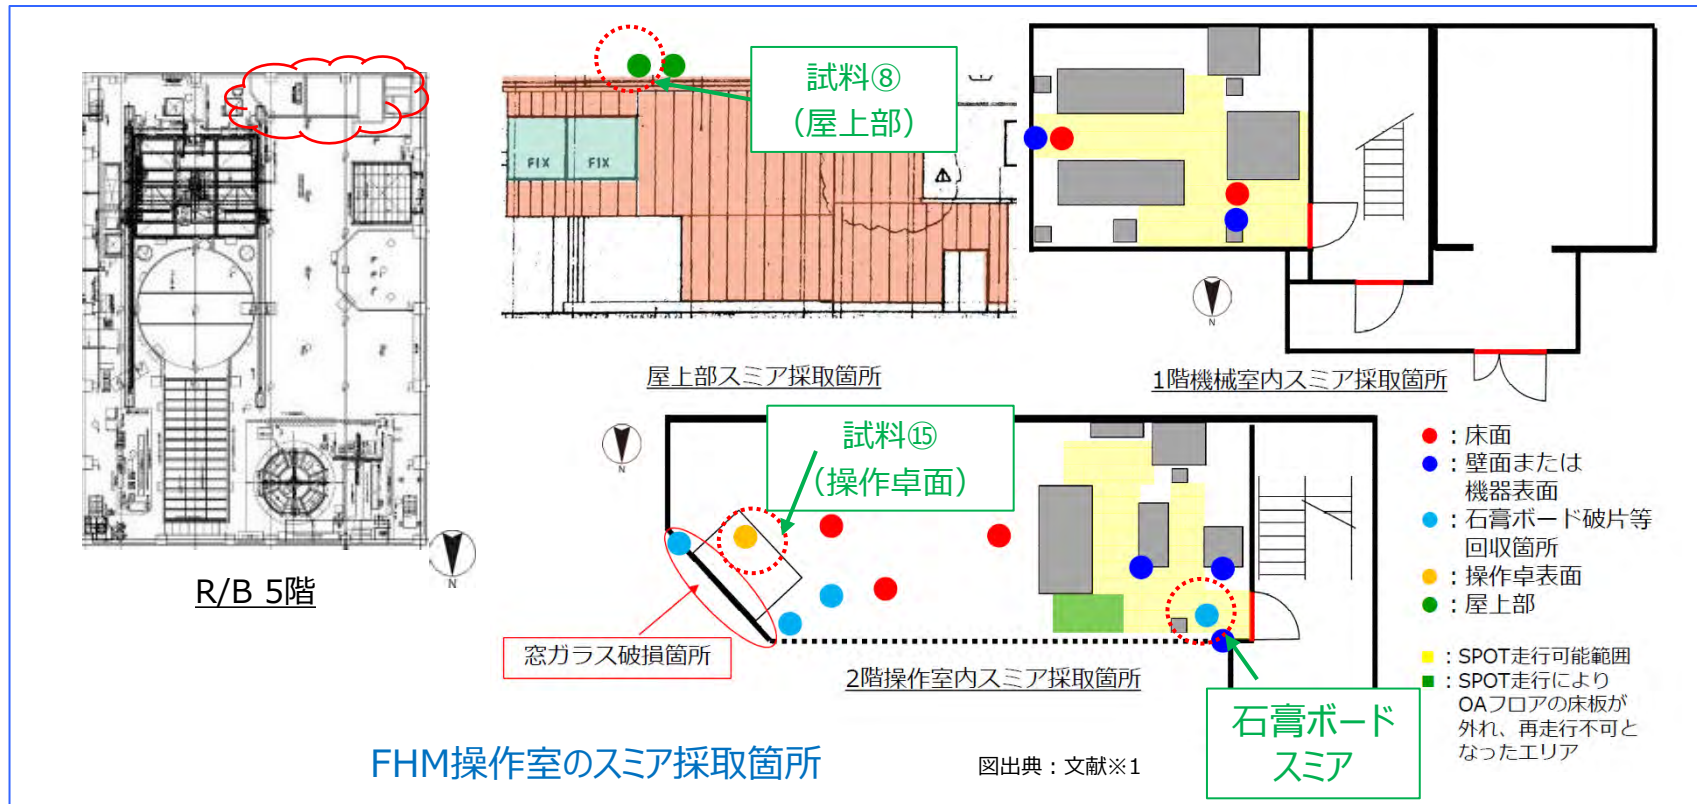 試料⑧
（屋上部）
FIX
FIX
N
屋上部スミア採取箇所
1階機械室内スミア採取箇所
N
R/B 5階
N
試料⑮
（操作卓面）
窓ガラス破損箇所
2階操作室内スミア採取箇所
石膏ボード
スミア
：床面
：壁面または
機器表面
：石膏ボード破片等
回収箇所
：操作卓表面
：屋上部
：SPOT走行可能範囲
：SPOT走行により
OAフロアの床板が
外れ、再走行不可と
なったエリア
FHM操作室のスミア採取箇所
図出典：文献※1